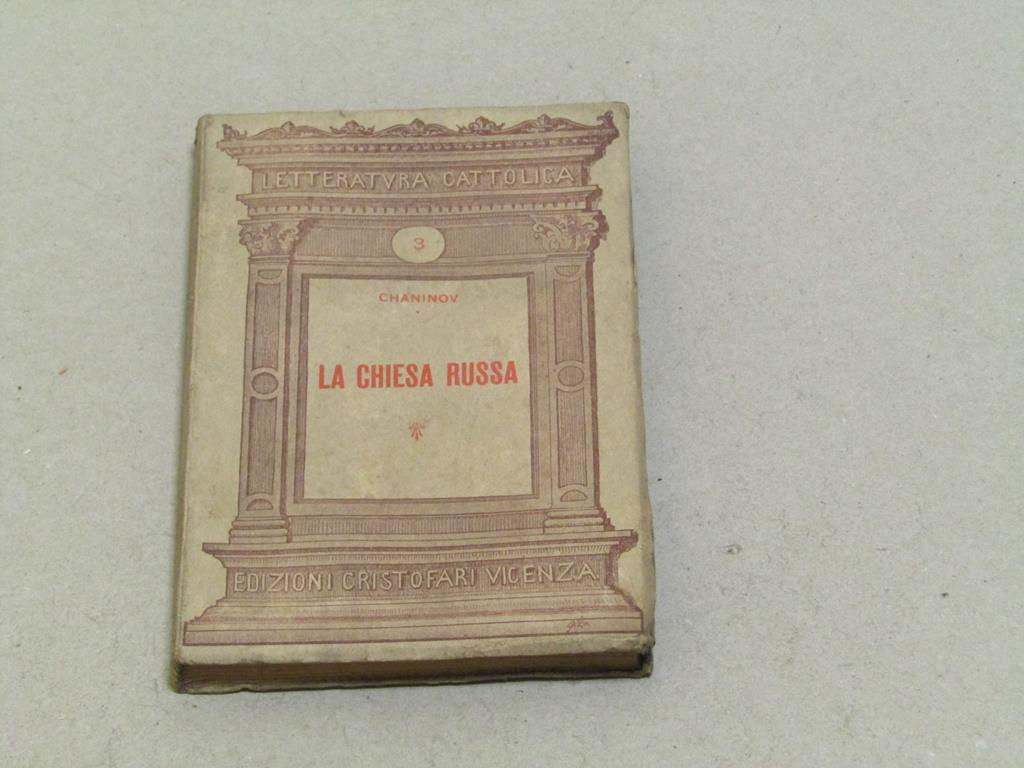 LETTERATVRA CATTOLICA
3
CHANINOV
LA CHIESA RUSSA
EDIZIONI CRISTOFARI VICENZA